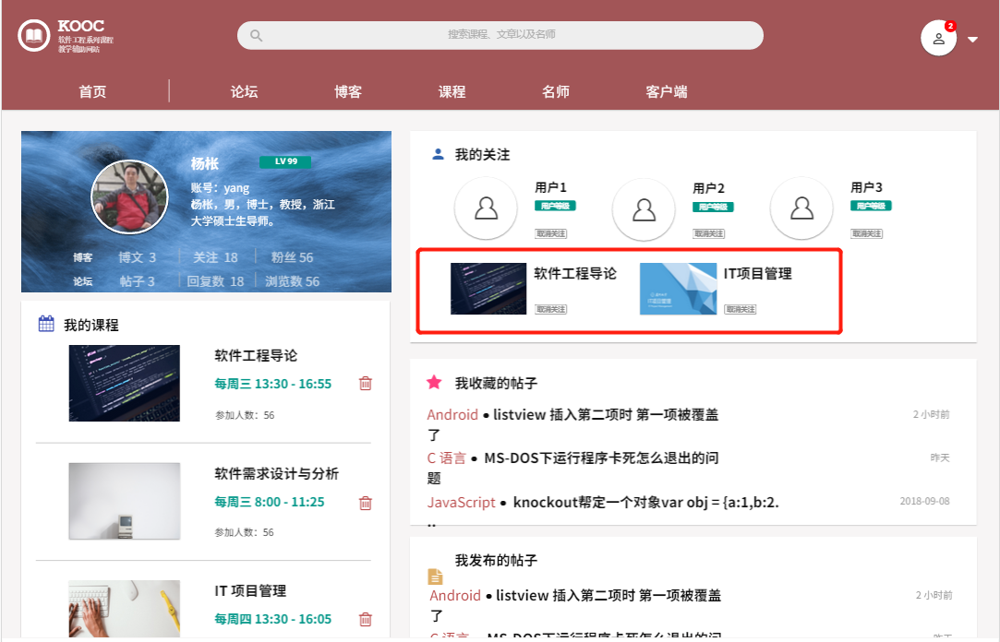 KOOC
软件工程系列课程
教学辅助网站
搜索课程、文章以及名师
2
首页
论坛
博客
课程
名师
客户端
杨枨
LV 99
账号：yang
杨枨，男，博士，教授，浙江
大学硕士生导师。
博客 博文 3 关注 18 粉丝 56
论坛 帖子 3 回复数 18 浏览数 56
我的课程
软件工程导论
每周三 13:30 - 16:55
参加人数：56
软件需求设计与分析
每周三 8:00 - 11:25
参加人数：56
IT 项目管理
每周四 13:30 - 16:05
我的关注
用户1
用户等级
取消关注
用户2
用户等级
取消关注
用户3
用户等级
取消关注
软件工程导论
取消关注
IT项目管理
IT项目管理
取消关注
我收藏的帖子
Android ● listview 插入第二项时 第一项被覆盖
了
2 小时前
C 语言 ● MS-DOS下运行程序卡死怎么退出的问
题
昨天
JavaScript ● knockout帮定一个对象var obj = {a:1,b:2.
..
2018-09-08
我发布的帖子
Android ● listview 插入第二项时 第一项被覆盖
了
2 小时前
C 语言 ● MS-DOS下运行程序卡死怎么退出的问
昨天